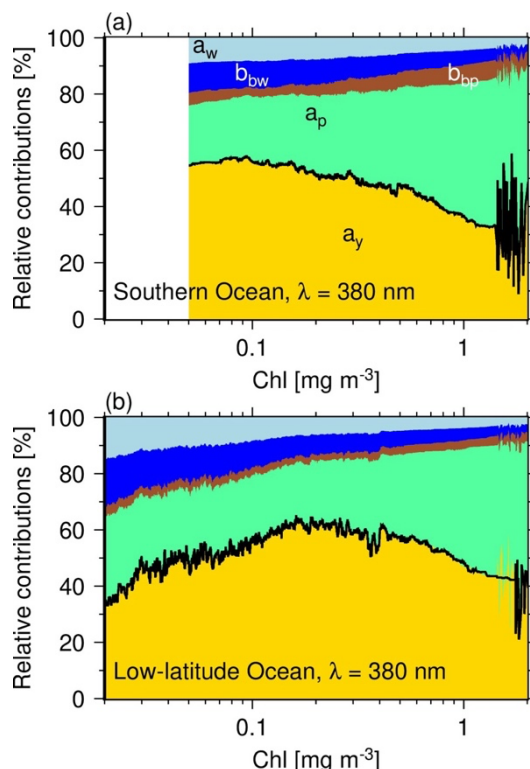 (a)
100
80
60
40
20
0
Relative contributions [%]
a_w
b_bw
b_bp
a_p
a_y
Southern Ocean, λ = 380 nm
0.1
1
Chl [mg m⁻³]
(b)
100
80
60
40
20
0
Relative contributions [%]
Low-latitude Ocean, λ = 380 nm
0.1
1
Chl [mg m⁻³]